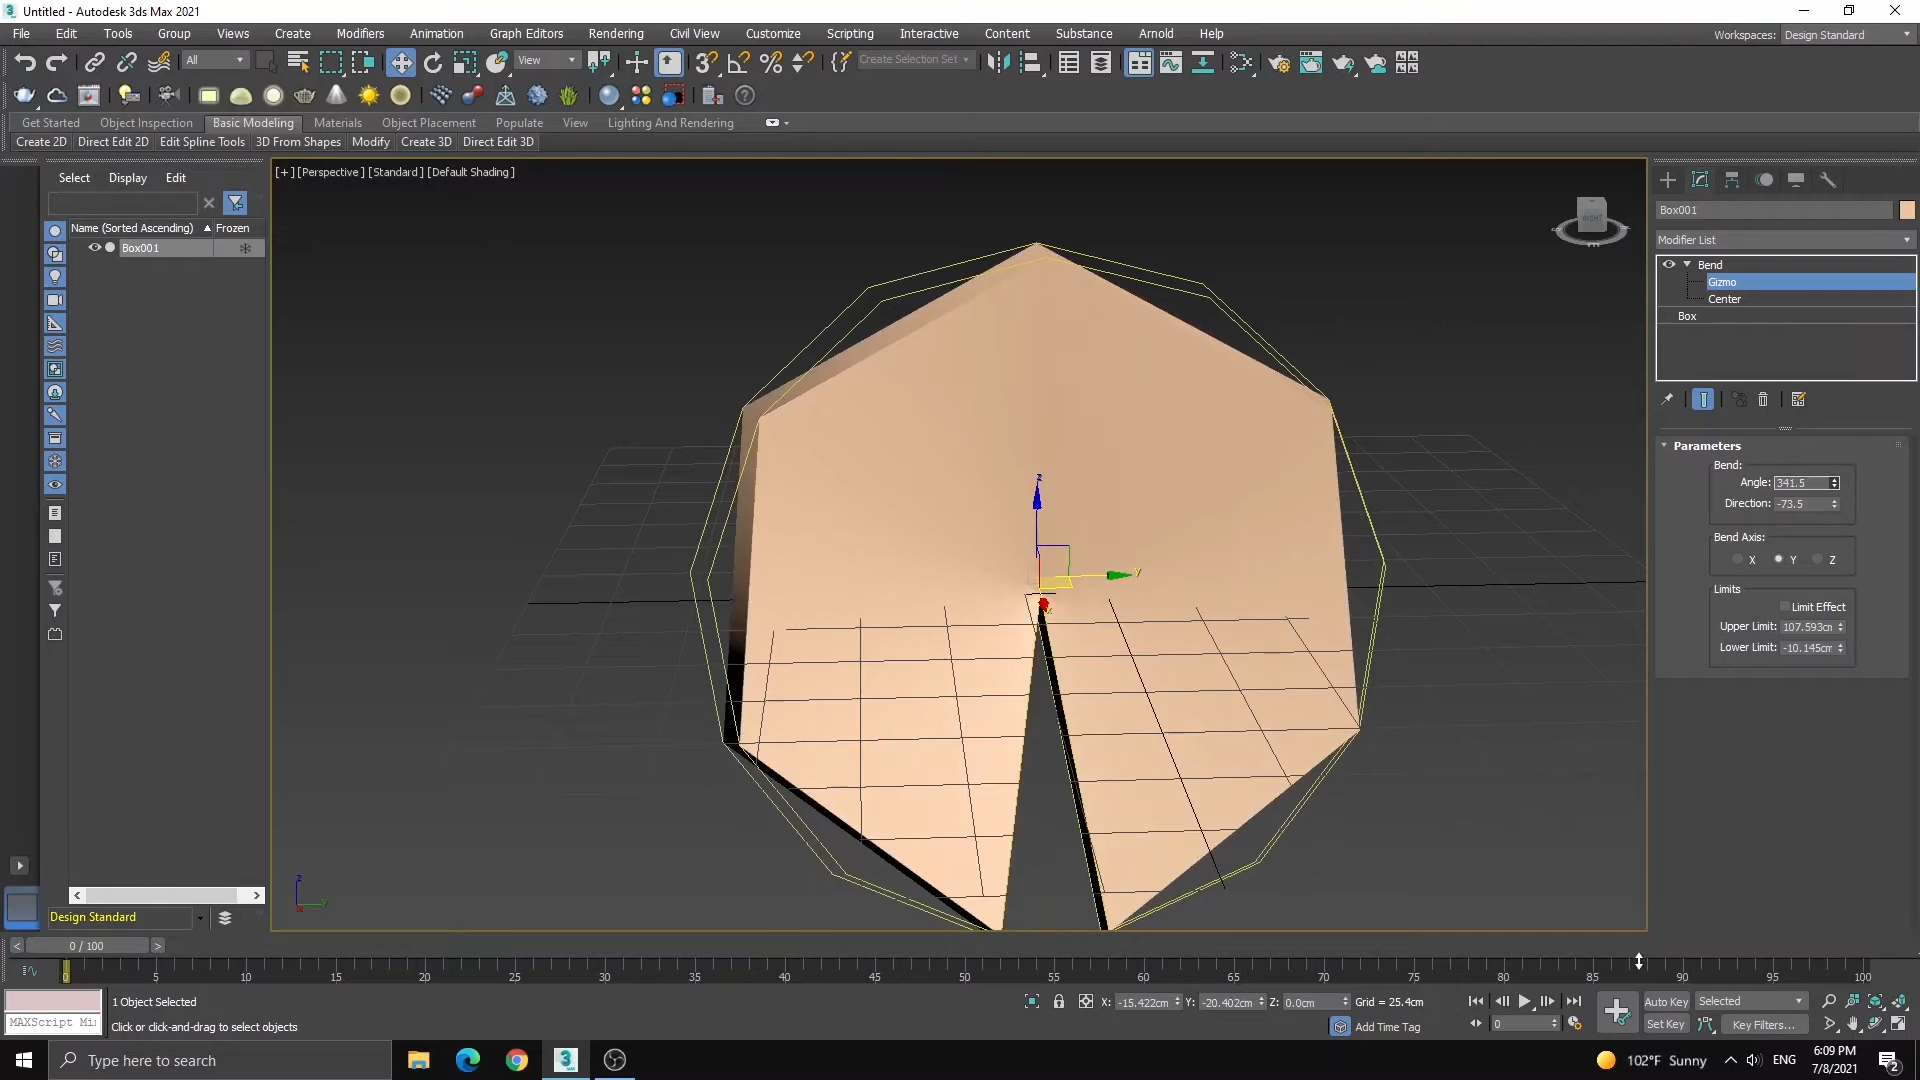 Untitled - Autodesk 3ds Max 2021
File Edit Tools Group Views Create Modifiers Animation Graph Editors Rendering Civil View Customize Scripting Interactive Content Substance Arnold Help
Workspaces: Design Standard
All View Create Selection Set
Get Started Object Inspection Basic Modeling Materials Object Placement Populate View Lighting And Rendering
Create 2D Direct Edit 2D Edit Spline Tools 3D From Shapes Modify Create 3D Direct Edit 3D
Select Display Edit
Name (Sorted Ascending) Frozen
Box001
[+] [Perspective] [Standard] [Default Shading]
RIGHT
z
y
z
y
Box001
Modifier List
Bend
Gizmo
Center
Box
Parameters
Bend:
Angle: 341.5
Direction: -73.5
Bend Axis:
X Y Z
Limits
Limit Effect
Upper Limit: 107.593cm
Lower Limit: -10.145cm
Design Standard
< 0 / 100 >
0 5 10 15 20 25 30 35 40 45 50 55 60 65 70 75 80 85 90 95 100
1 Object Selected
X: -15.422cm Y: -20.402cm Z: 0.0cm Grid = 25.4cm
Auto Key Selected
MAXScript Mi
Click or click-and-drag to select objects
Add Time Tag
0
Set Key Key Filters...
Type here to search
3
102°F Sunny
ENG
6:09 PM
7/8/2021
2